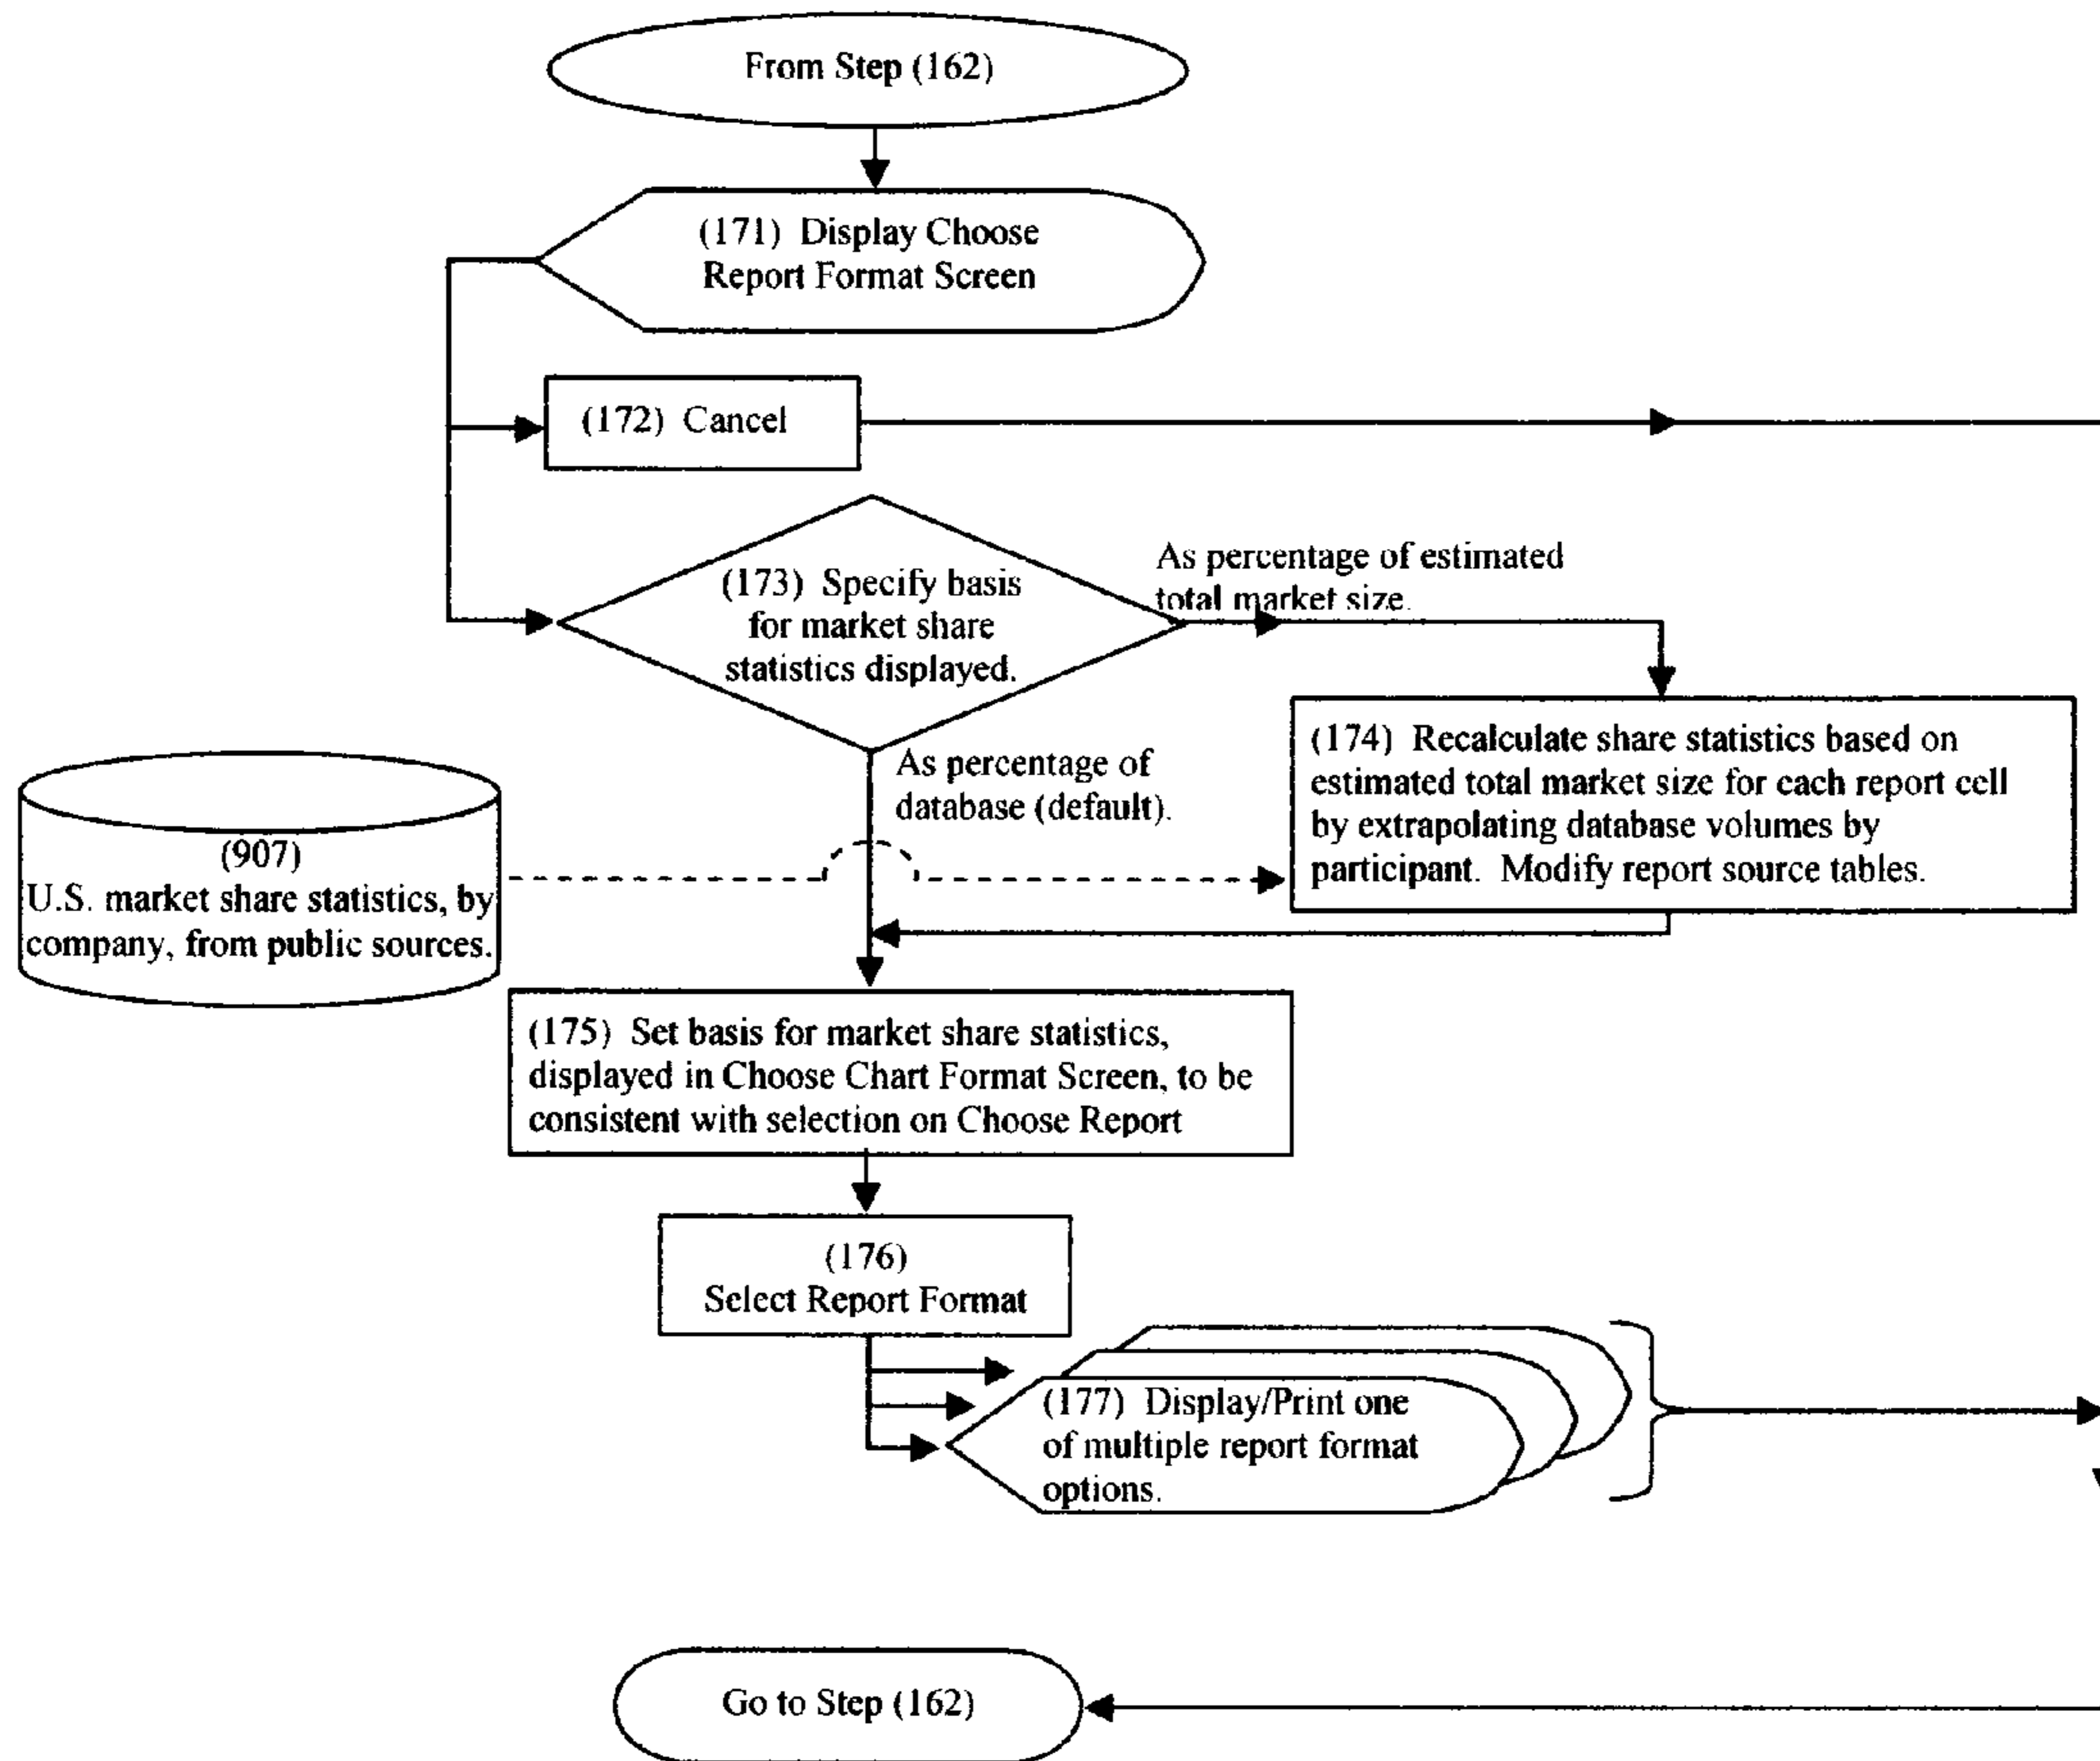 From Step (162)
(171) Display Choose
Report Format Screen
(172) Cancel
(173) Specify basis
for market share
statistics displayed.
As percentage of estimated
total market size.
(174) Recalculate share statistics based on
estimated total market size for each report cell
by extrapolating database volumes by
participant. Modify report source tables.
As percentage of
database (default).
(907)
U.S. market share statistics, by
company, from public sources.
(175) Set basis for market share statistics,
displayed in Choose Chart Format Screen, to be
consistent with selection on Choose Report
(176)
Select Report Format
(177) Display/Print one
of multiple report format
options.
Go to Step (162)